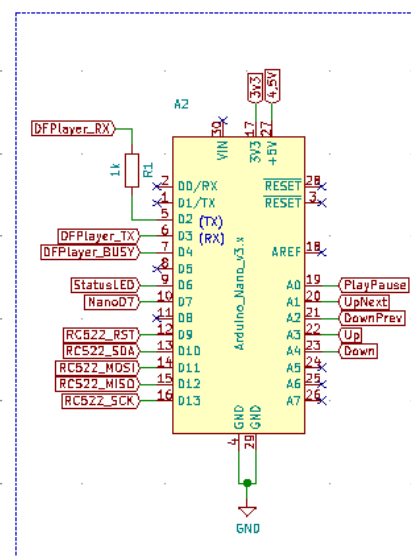 A2
3V3
4,5V
DFPlayer_RX
30
17
27
VIN
3V3
+5V
1k
R1
2 D0/RX RESET 28
1 D1/TX RESET 3
5 D2 (TX)
DFPlayer_TX 6 D3 (RX)
DFPlayer_BUSY 7 D4 AREF 18
8 D5
StatusLED 9 D6 A0 19 PlayPause
NanoD7 10 D7 A1 20 UpNext
11 D8 A2 21 DownPrev
RC522_RST 12 D9 A3 22 Up
RC522_SDA 13 D10 A4 23 Down
RC522_MOSI 14 D11 A5 24
RC522_MISO 15 D12 A6 25
RC522_SCK 16 D13 A7 26
Arduino_Nano_v3.x
GND
GND
4
29
GND